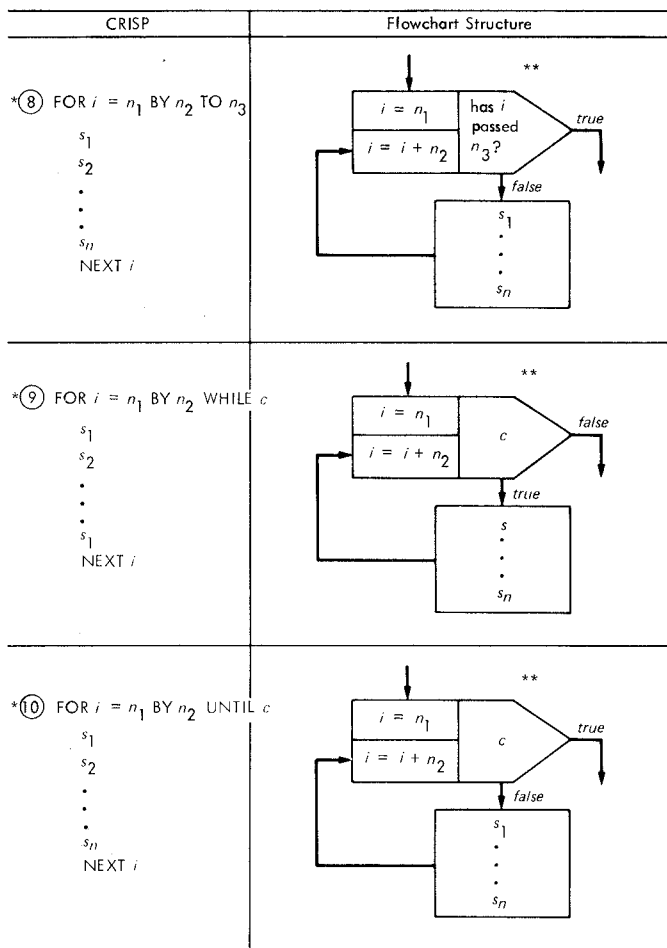 CRISP
Flowchart Structure
*⑧ FOR i = n1 BY n2 TO n3
s1
s2
.
.
.
sn
NEXT i
**
i = n1
i = i + n2
has i
passed
n3?
true
false
s1
.
.
.
sn
*⑨ FOR i = n1 BY n2 WHILE c
s1
s2
.
.
.
s1
NEXT i
**
i = n1
i = i + n2
c
false
true
s
.
.
.
sn
*⑩ FOR i = n1 BY n2 UNTIL c
s1
s2
.
.
.
sn
NEXT i
**
i = n1
i = i + n2
c
true
false
s1
.
.
.
sn